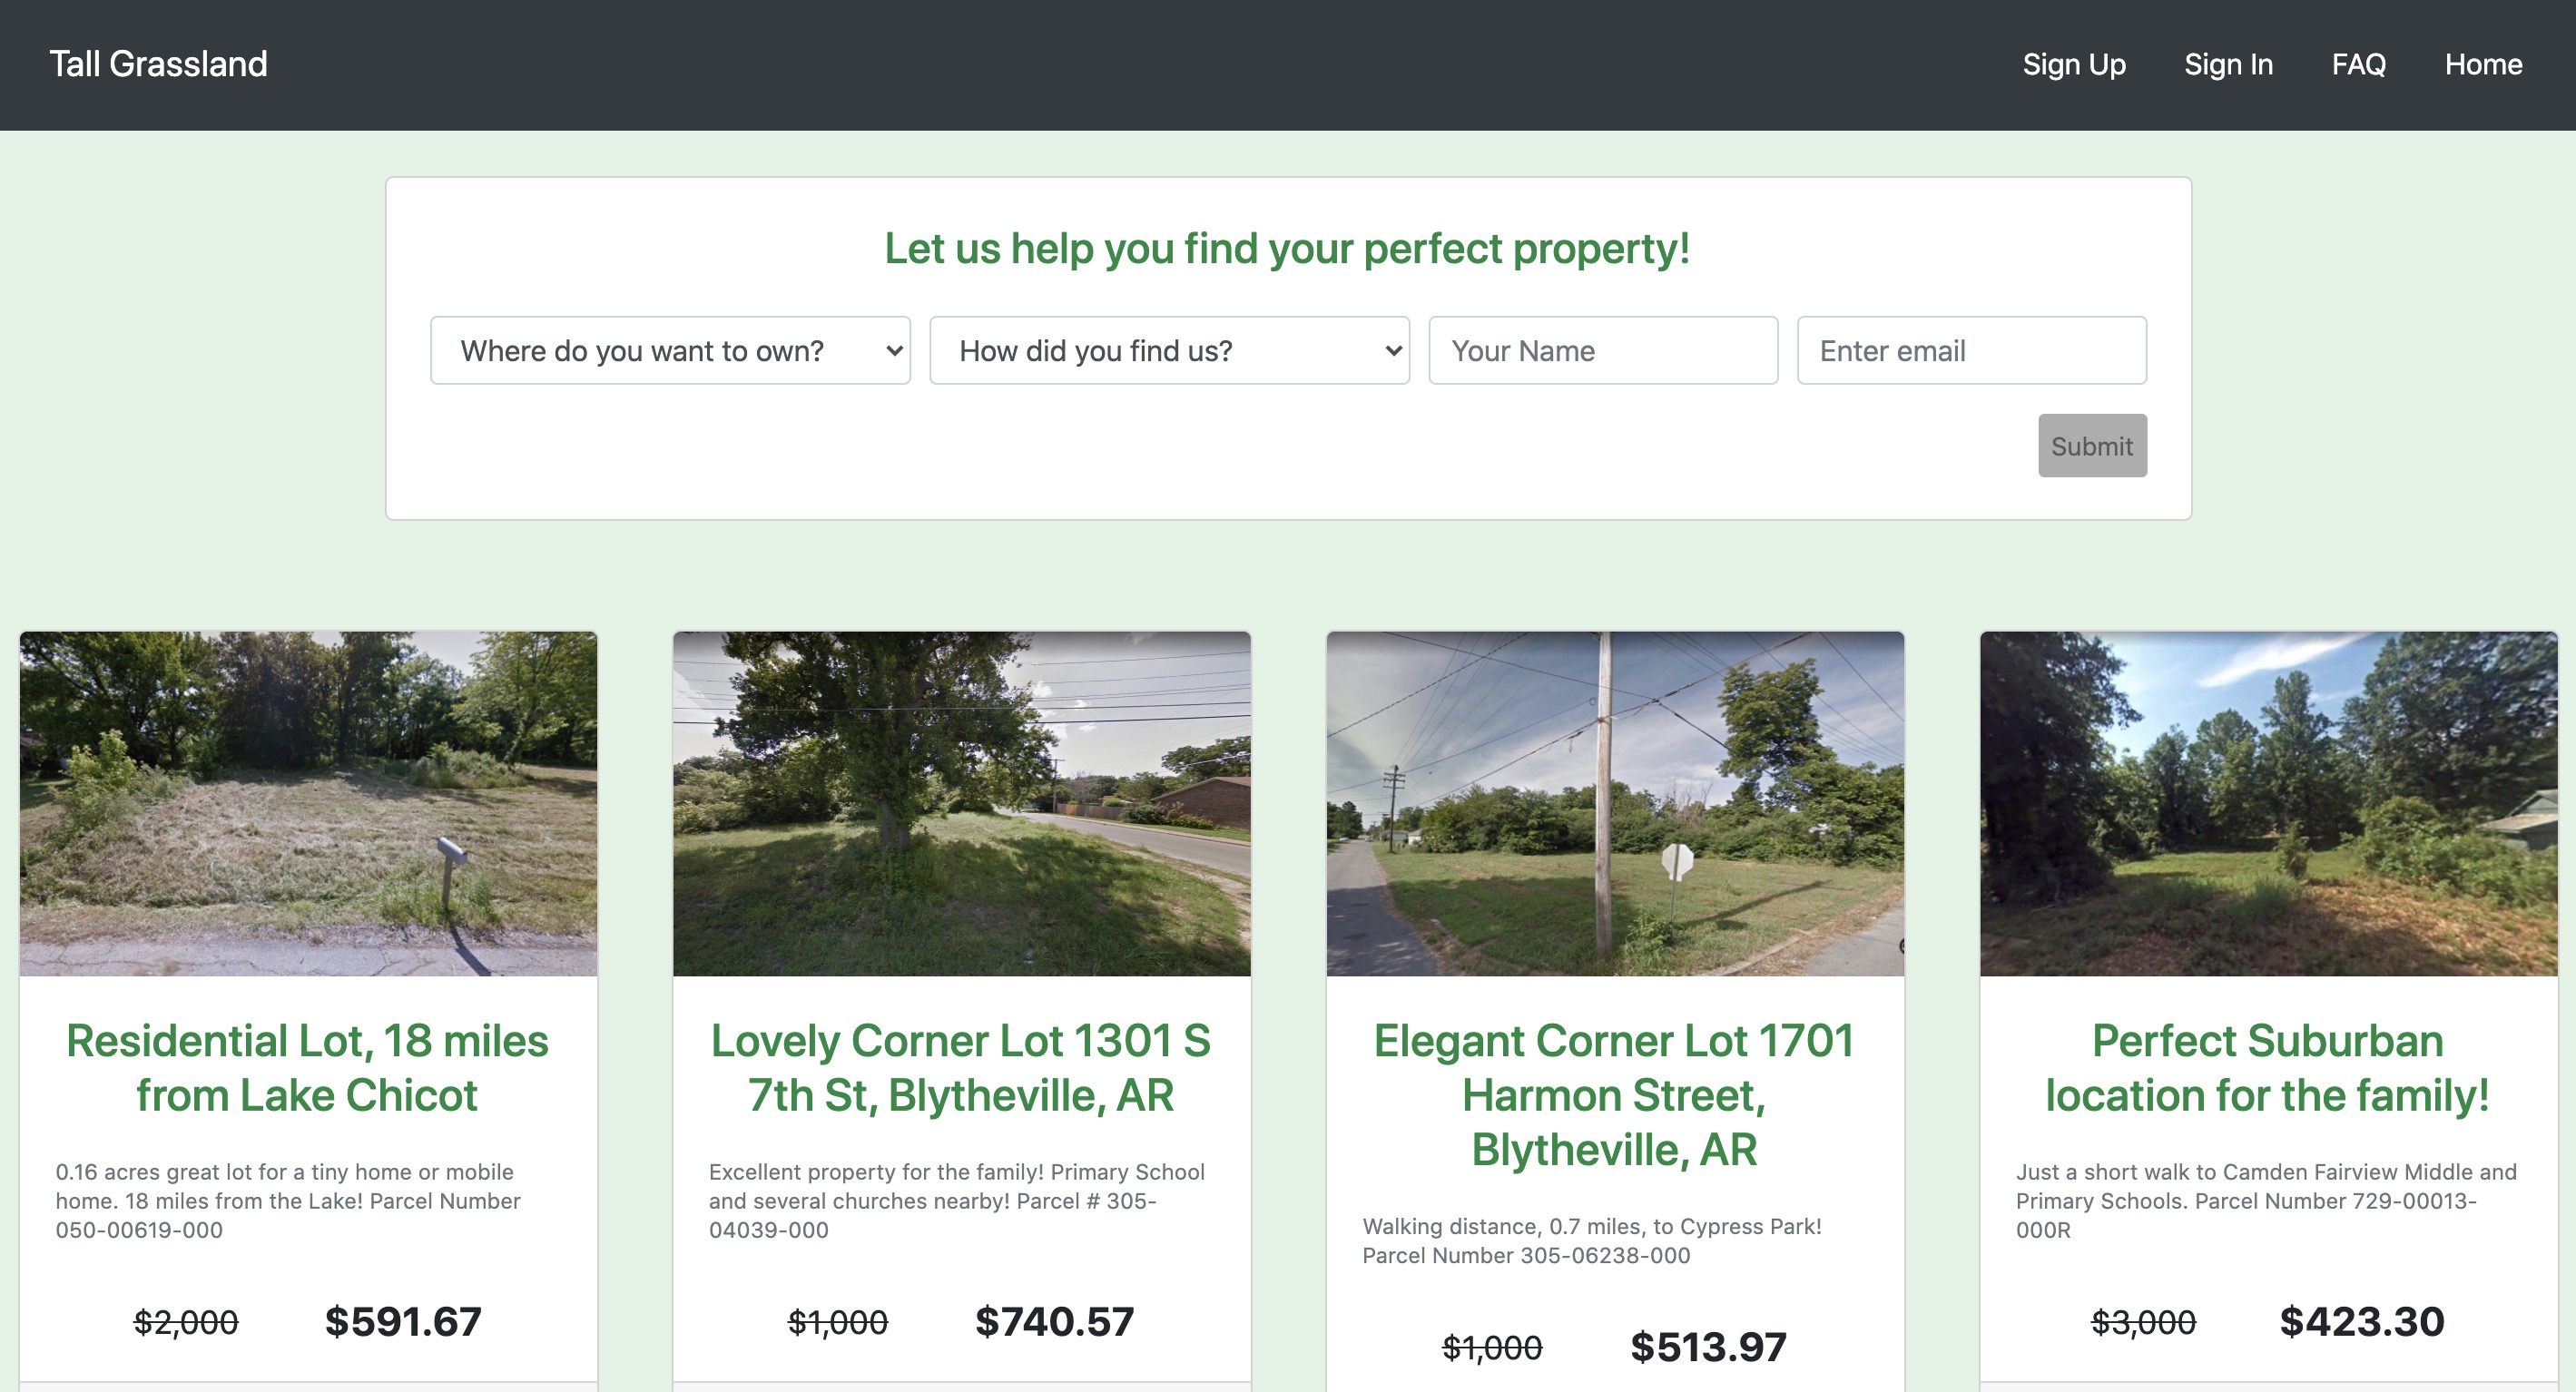 Tall Grassland
Sign Up
Sign In
FAQ
Home
Let us help you find your perfect property!
Where do you want to own?
How did you find us?
Your Name
Enter email
Submit
Residential Lot, 18 miles
from Lake Chicot
0.16 acres great lot for a tiny home or mobile
home. 18 miles from the Lake! Parcel Number
050-00619-000
$2,000
$591.67
Lovely Corner Lot 1301 S
7th St, Blytheville, AR
Excellent property for the family! Primary School
and several churches nearby! Parcel # 305-
04039-000
$1,000
$740.57
Elegant Corner Lot 1701
Harmon Street,
Blytheville, AR
Walking distance, 0.7 miles, to Cypress Park!
Parcel Number 305-06238-000
$1,000
$513.97
Perfect Suburban
location for the family!
Just a short walk to Camden Fairview Middle and
Primary Schools. Parcel Number 729-00013-
000R
$3,000
$423.30